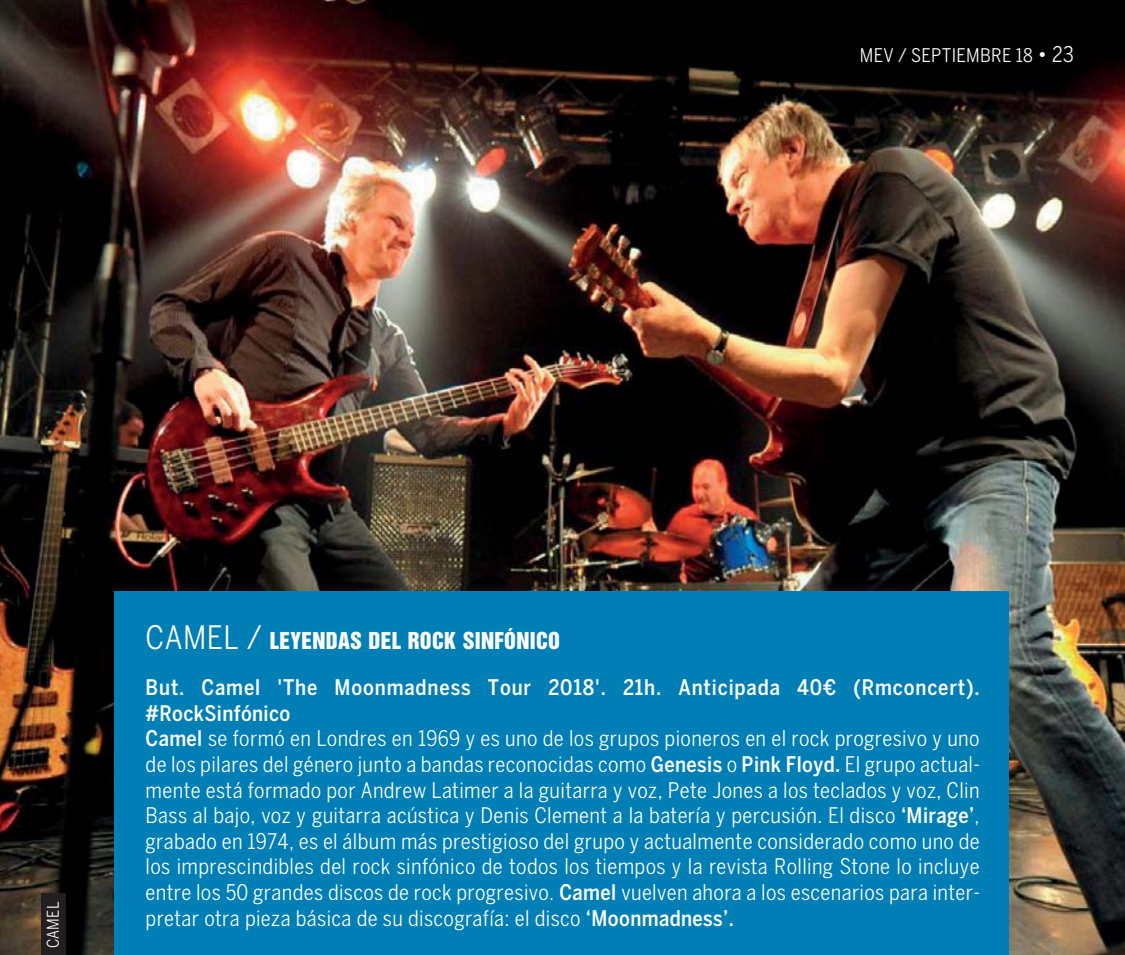 MEV / SEPTIEMBRE 18 • 23
CAMEL / LEYENDAS DEL ROCK SINFÓNICO
But. Camel 'The Moonmadness Tour 2018'. 21h. Anticipada 40€ (Rmconcert).
#RockSinfónico
Camel se formó en Londres en 1969 y es uno de los grupos pioneros en el rock progresivo y uno
de los pilares del género junto a bandas reconocidas como Genesis o Pink Floyd. El grupo actual-
mente está formado por Andrew Latimer a la guitarra y voz, Pete Jones a los teclados y voz, Clin
Bass al bajo, voz y guitarra acústica y Denis Clement a la batería y percusión. El disco ‘Mirage’,
grabado en 1974, es el álbum más prestigioso del grupo y actualmente considerado como uno de
los imprescindibles del rock sinfónico de todos los tiempos y la revista Rolling Stone lo incluye
entre los 50 grandes discos de rock progresivo. Camel vuelven ahora a los escenarios para inter-
pretar otra pieza básica de su discografía: el disco ‘Moonmadness’.
CAMEL
Roland